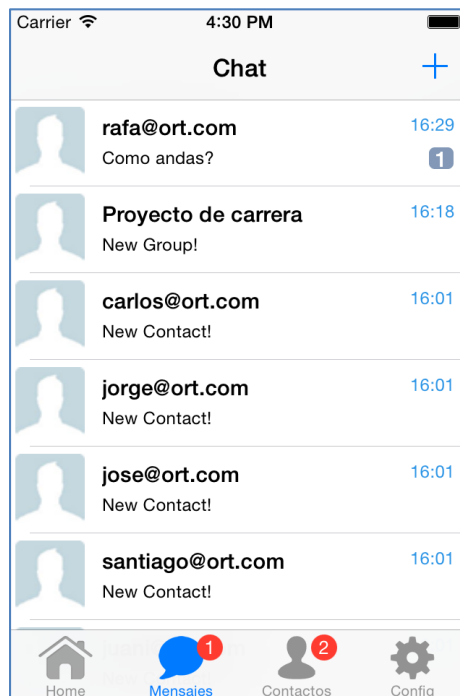 Carrier 4:30 PM
Chat +
rafa@ort.com 16:29
Como andas? 1
Proyecto de carrera 16:18
New Group!
carlos@ort.com 16:01
New Contact!
jorge@ort.com 16:01
New Contact!
jose@ort.com 16:01
New Contact!
santiago@ort.com 16:01
New Contact!
1 2
Home Mensajes Contactos Config